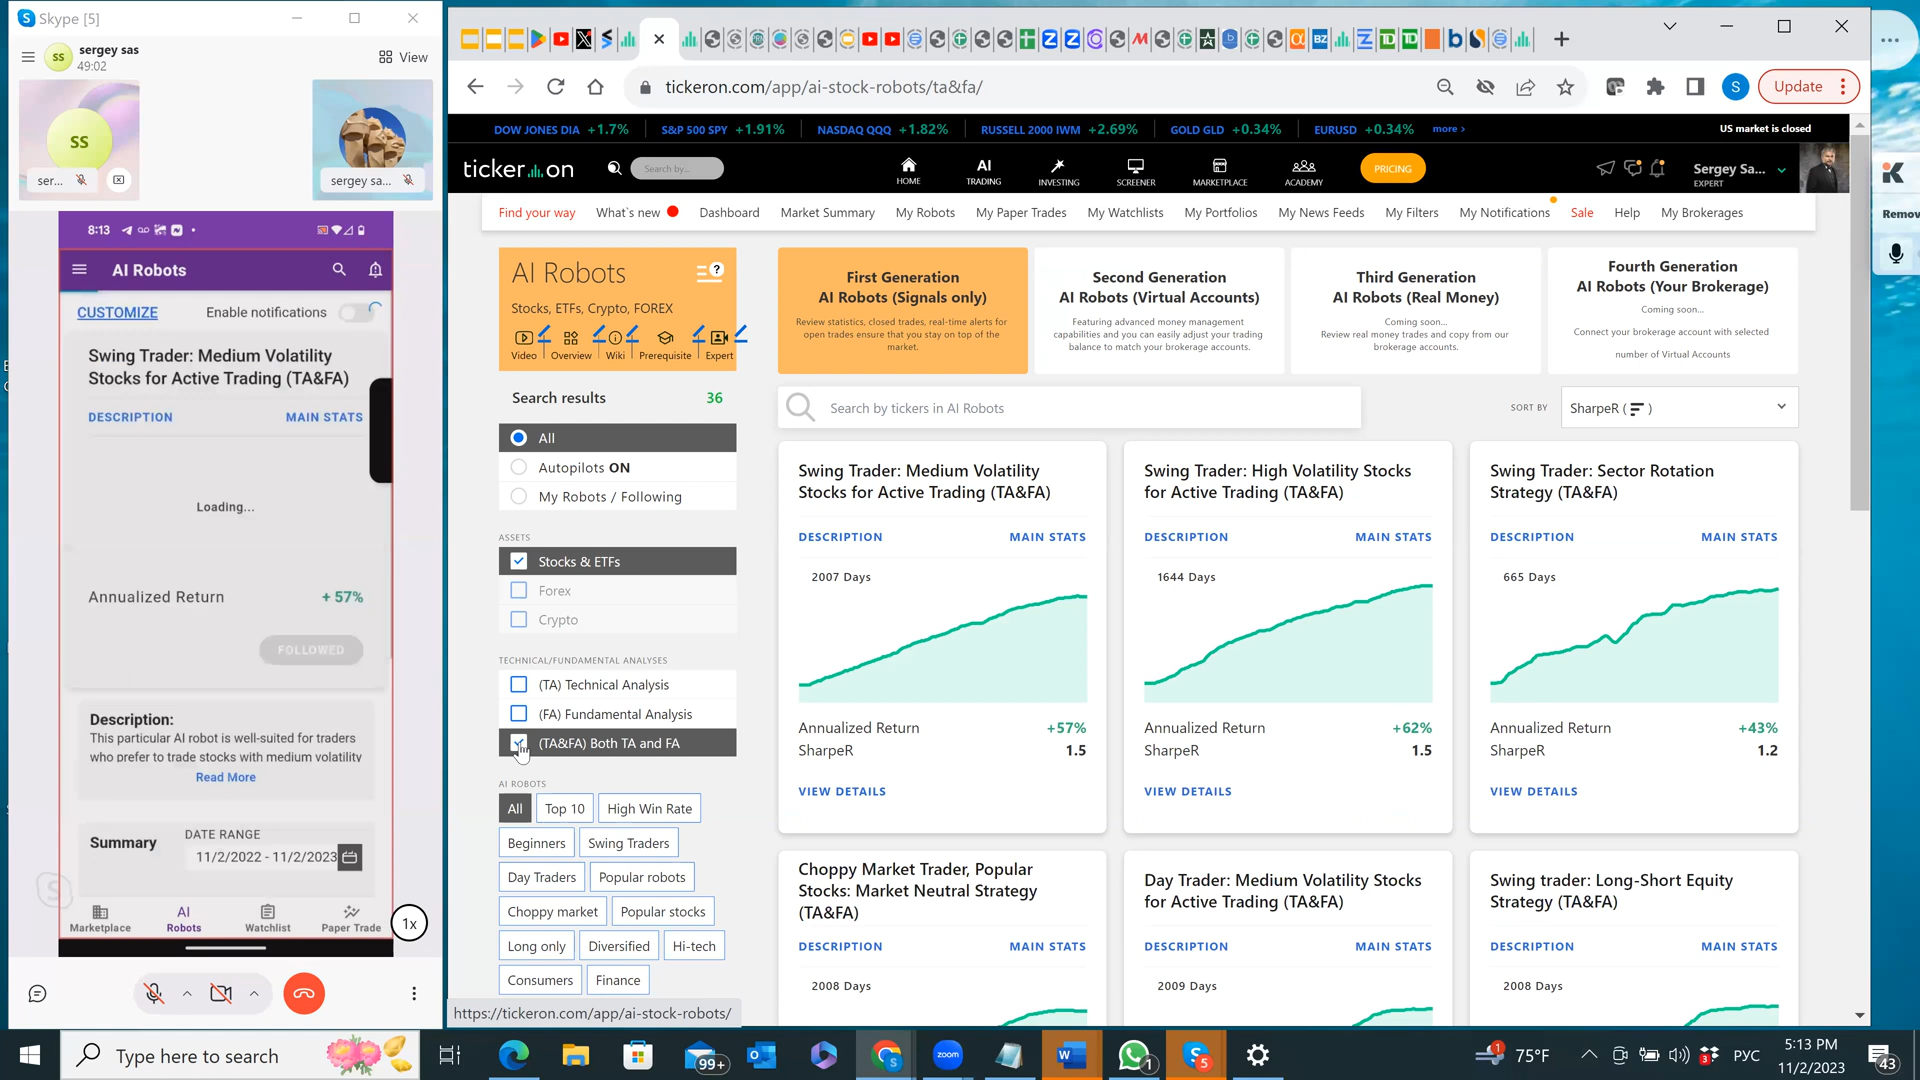 Skype [5]
SS
sergey sas
49:02
View
SS
ser...
sergey sa...
8:13
AI Robots
CUSTOMIZE
Enable notifications
Swing Trader: Medium Volatility
Stocks for Active Trading (TA&FA)
DESCRIPTION
MAIN STATS
Loading...
Annualized Return
+ 57%
FOLLOWED
Description:
This particular AI robot is well-suited for traders
who prefer to trade stocks with medium volatility
Read More
Summary
DATE RANGE
11/2/2022 - 11/2/2023
Marketplace
AI
Robots
Watchlist
Paper Trade
1x
tickeron.com/app/ai-stock-robots/ta&fa/
S
Update
DOW JONES DIA +1.7%
S&P 500 SPY +1.91%
NASDAQ QQQ +1.82%
RUSSELL 2000 IWM +2.69%
GOLD GLD +0.34%
EURUSD +0.34%
more >
US market is closed
tickeron
Search by...
HOME
AI
TRADING
INVESTING
SCREENER
MARKETPLACE
ACADEMY
PRICING
Sergey Sa...
EXPERT
Find your way
What`s new
Dashboard
Market Summary
My Robots
My Paper Trades
My Watchlists
My Portfolios
My News Feeds
My Filters
My Notifications
Sale
Help
My Brokerages
AI Robots
?
Stocks, ETFs, Crypto, FOREX
Video
Overview
Wiki
Prerequisite
Expert
First Generation
AI Robots (Signals only)
Review statistics, closed trades, real-time alerts for
open trades ensure that you stay on top of the
market.
Second Generation
AI Robots (Virtual Accounts)
Featuring advanced money management
capabilities and you can easily adjust your trading
balance to match your brokerage accounts.
Third Generation
AI Robots (Real Money)
Coming soon...
Review real money trades and copy from our
brokerage accounts.
Fourth Generation
AI Robots (Your Brokerage)
Coming soon...
Connect your brokerage account with selected
number of Virtual Accounts
Search results
36
All
Autopilots ON
My Robots / Following
ASSETS
Stocks & ETFs
Forex
Crypto
TECHNICAL/FUNDAMENTAL ANALYSES
(TA) Technical Analysis
(FA) Fundamental Analysis
(TA&FA) Both TA and FA
AI ROBOTS
All
Top 10
High Win Rate
Beginners
Swing Traders
Day Traders
Popular robots
Choppy market
Popular stocks
Long only
Diversified
Hi-tech
Consumers
Finance
Search by tickers in AI Robots
SORT BY
SharpeR ( )
Swing Trader: Medium Volatility
Stocks for Active Trading (TA&FA)
DESCRIPTION
MAIN STATS
2007 Days
Annualized Return
+57%
SharpeR
1.5
VIEW DETAILS
Swing Trader: High Volatility Stocks
for Active Trading (TA&FA)
DESCRIPTION
MAIN STATS
1644 Days
Annualized Return
+62%
SharpeR
1.5
VIEW DETAILS
Swing Trader: Sector Rotation
Strategy (TA&FA)
DESCRIPTION
MAIN STATS
665 Days
Annualized Return
+43%
SharpeR
1.2
VIEW DETAILS
Choppy Market Trader, Popular
Stocks: Market Neutral Strategy
(TA&FA)
DESCRIPTION
MAIN STATS
2008 Days
Day Trader: Medium Volatility Stocks
for Active Trading (TA&FA)
DESCRIPTION
MAIN STATS
2009 Days
Swing trader: Long-Short Equity
Strategy (TA&FA)
DESCRIPTION
MAIN STATS
2008 Days
https://tickeron.com/app/ai-stock-robots/
Remov
Type here to search
99+
zoom
1
5
75°F
РУС
5:13 PM
11/2/2023
43